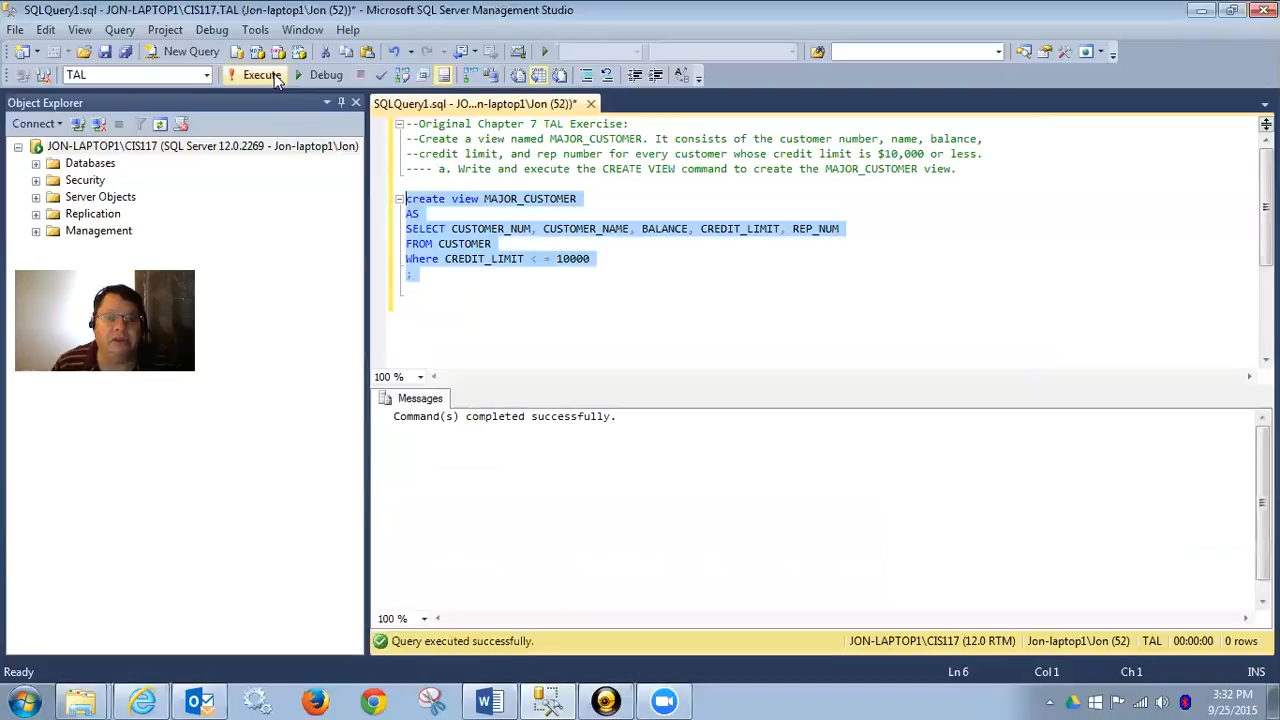 SQLQuery1.sql - JON-LAPTOP1\CIS117.TAL (Jon-laptop1\Jon (52))* - Microsoft SQL Server Management Studio
File Edit View Query Project Debug Tools Window Help
New Query
TAL Execute Debug
Object Explorer
SQLQuery1.sql - JO...n-laptop1\Jon (52))*
Connect
--Original Chapter 7 TAL Exercise:
--Create a view named MAJOR_CUSTOMER. It consists of the customer number, name, balance,
--credit limit, and rep number for every customer whose credit limit is $10,000 or less.
---- a. Write and execute the CREATE VIEW command to create the MAJOR_CUSTOMER view.
JON-LAPTOP1\CIS117 (SQL Server 12.0.2269 - Jon-laptop1\Jon)
Databases
Security
Server Objects
Replication
Management
create view MAJOR_CUSTOMER
AS
SELECT CUSTOMER_NUM, CUSTOMER_NAME, BALANCE, CREDIT_LIMIT, REP_NUM
FROM CUSTOMER
Where CREDIT_LIMIT < = 10000
;
100 %
Messages
Command(s) completed successfully.
100 %
Query executed successfully. JON-LAPTOP1\CIS117 (12.0 RTM) Jon-laptop1\Jon (52) TAL 00:00:00 0 rows
Ready Ln 6 Col 1 Ch 1 INS
3:32 PM
9/25/2015